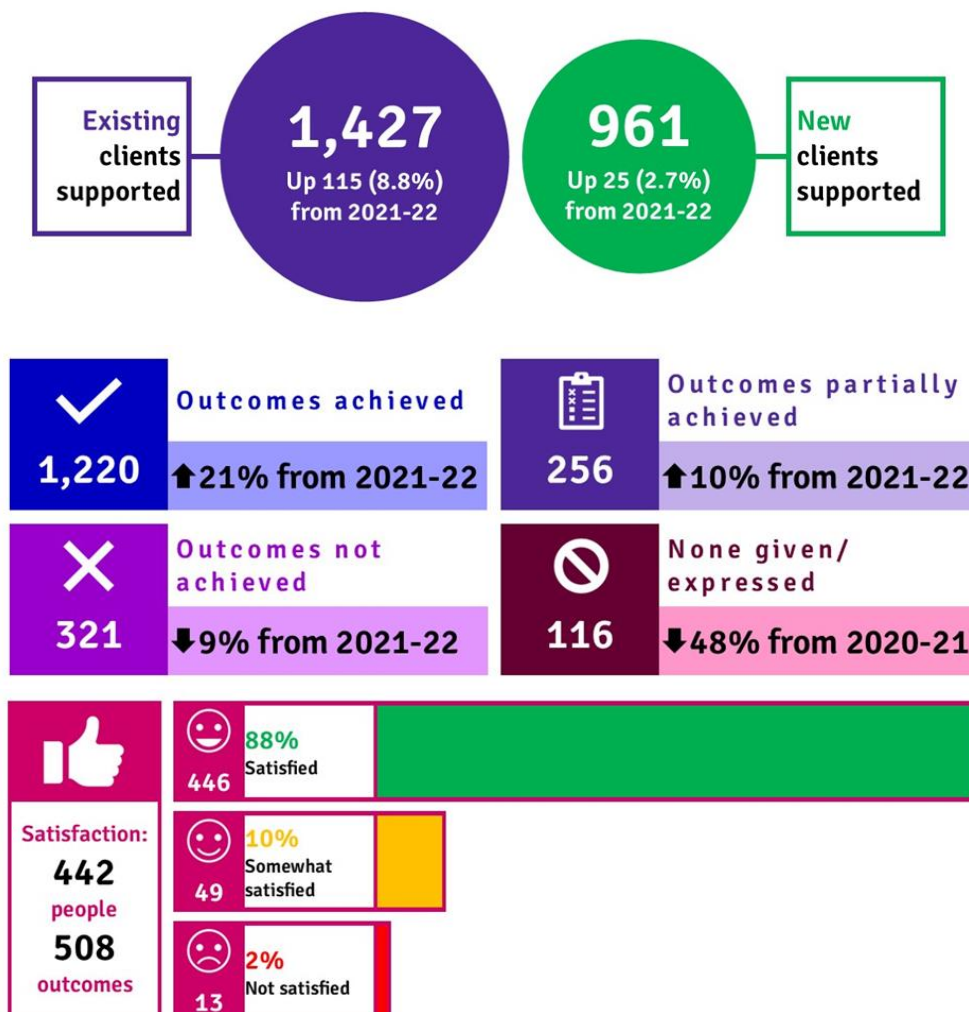 Existing
clients
supported
1,427
Up 115 (8.8%)
from 2021-22
961
Up 25 (2.7%)
from 2021-22
New
clients
supported
Outcomes achieved
1,220
↑21% from 2021-22
Outcomes partially
achieved
256
↑10% from 2021-22
Outcomes not
achieved
321
↓9% from 2021-22
None given/
expressed
116
↓48% from 2020-21
Satisfaction:
442
people
508
outcomes
446
88%
Satisfied
49
10%
Somewhat
satisfied
13
2%
Not satisfied